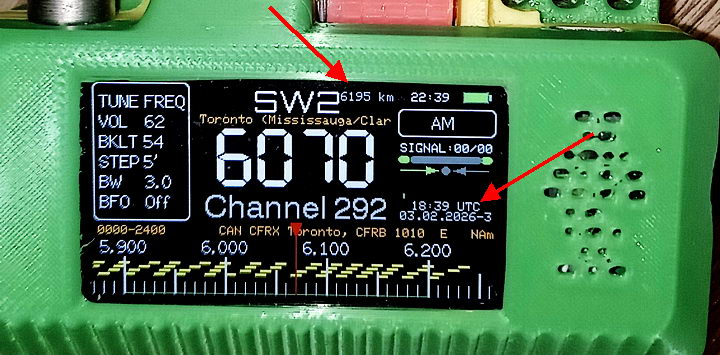 SW2 6195 km 22:39
TUNE FREQ
VOL 62
BKLT 54
STEP 5'
BW 3.0
BFO Off
Toronto (Mississauga/Clar
6070
Channel 292
AM
SIGNAL:00/00
18:39 UTC
03.02.2026-3
0000-2400 CAN CFRX Toronto, CFRB 1010 E NAm
5.900 6.000 6.100 6.200